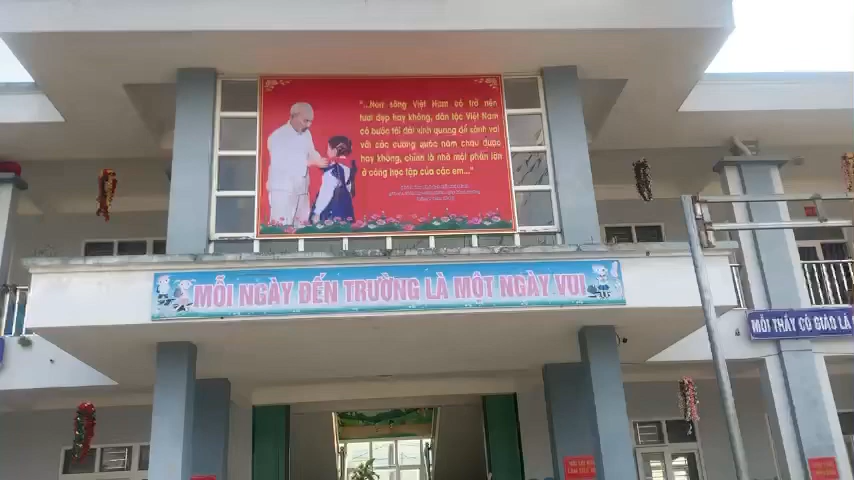 "...Non sông Việt Nam có trở nên
tươi đẹp hay không, dân tộc Việt Nam
có bước tới đài vinh quang để sánh vai
với các cường quốc năm châu được
hay không, chính là nhờ một phần lớn
ở công học tập của các em..."
MỖI NGÀY ĐẾN TRƯỜNG LÀ MỘT NGÀY VUI
MỖI THẦY CÔ GIÁO LÀ